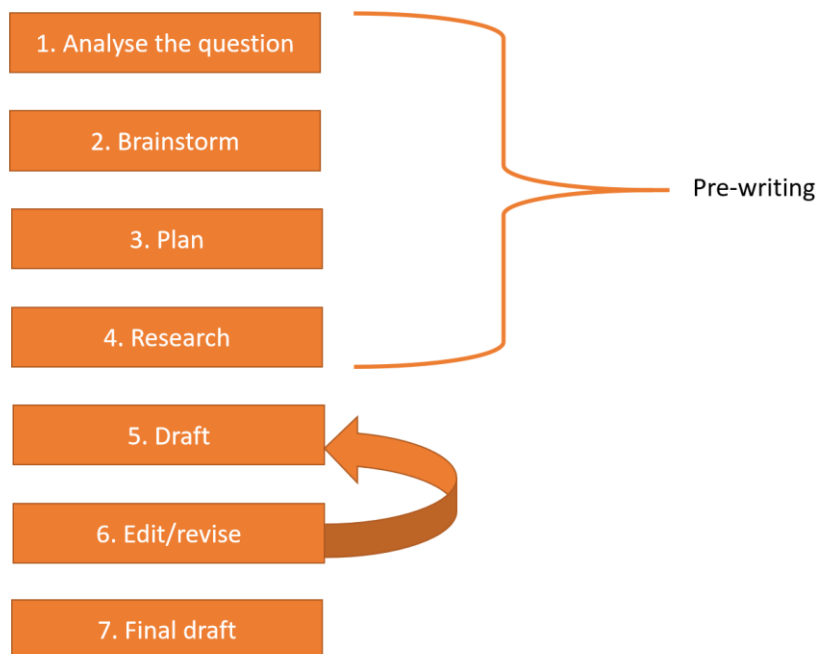 1. Analyse the question
2. Brainstorm
3. Plan
4. Research
Pre-writing
5. Draft
6. Edit/revise
7. Final draft